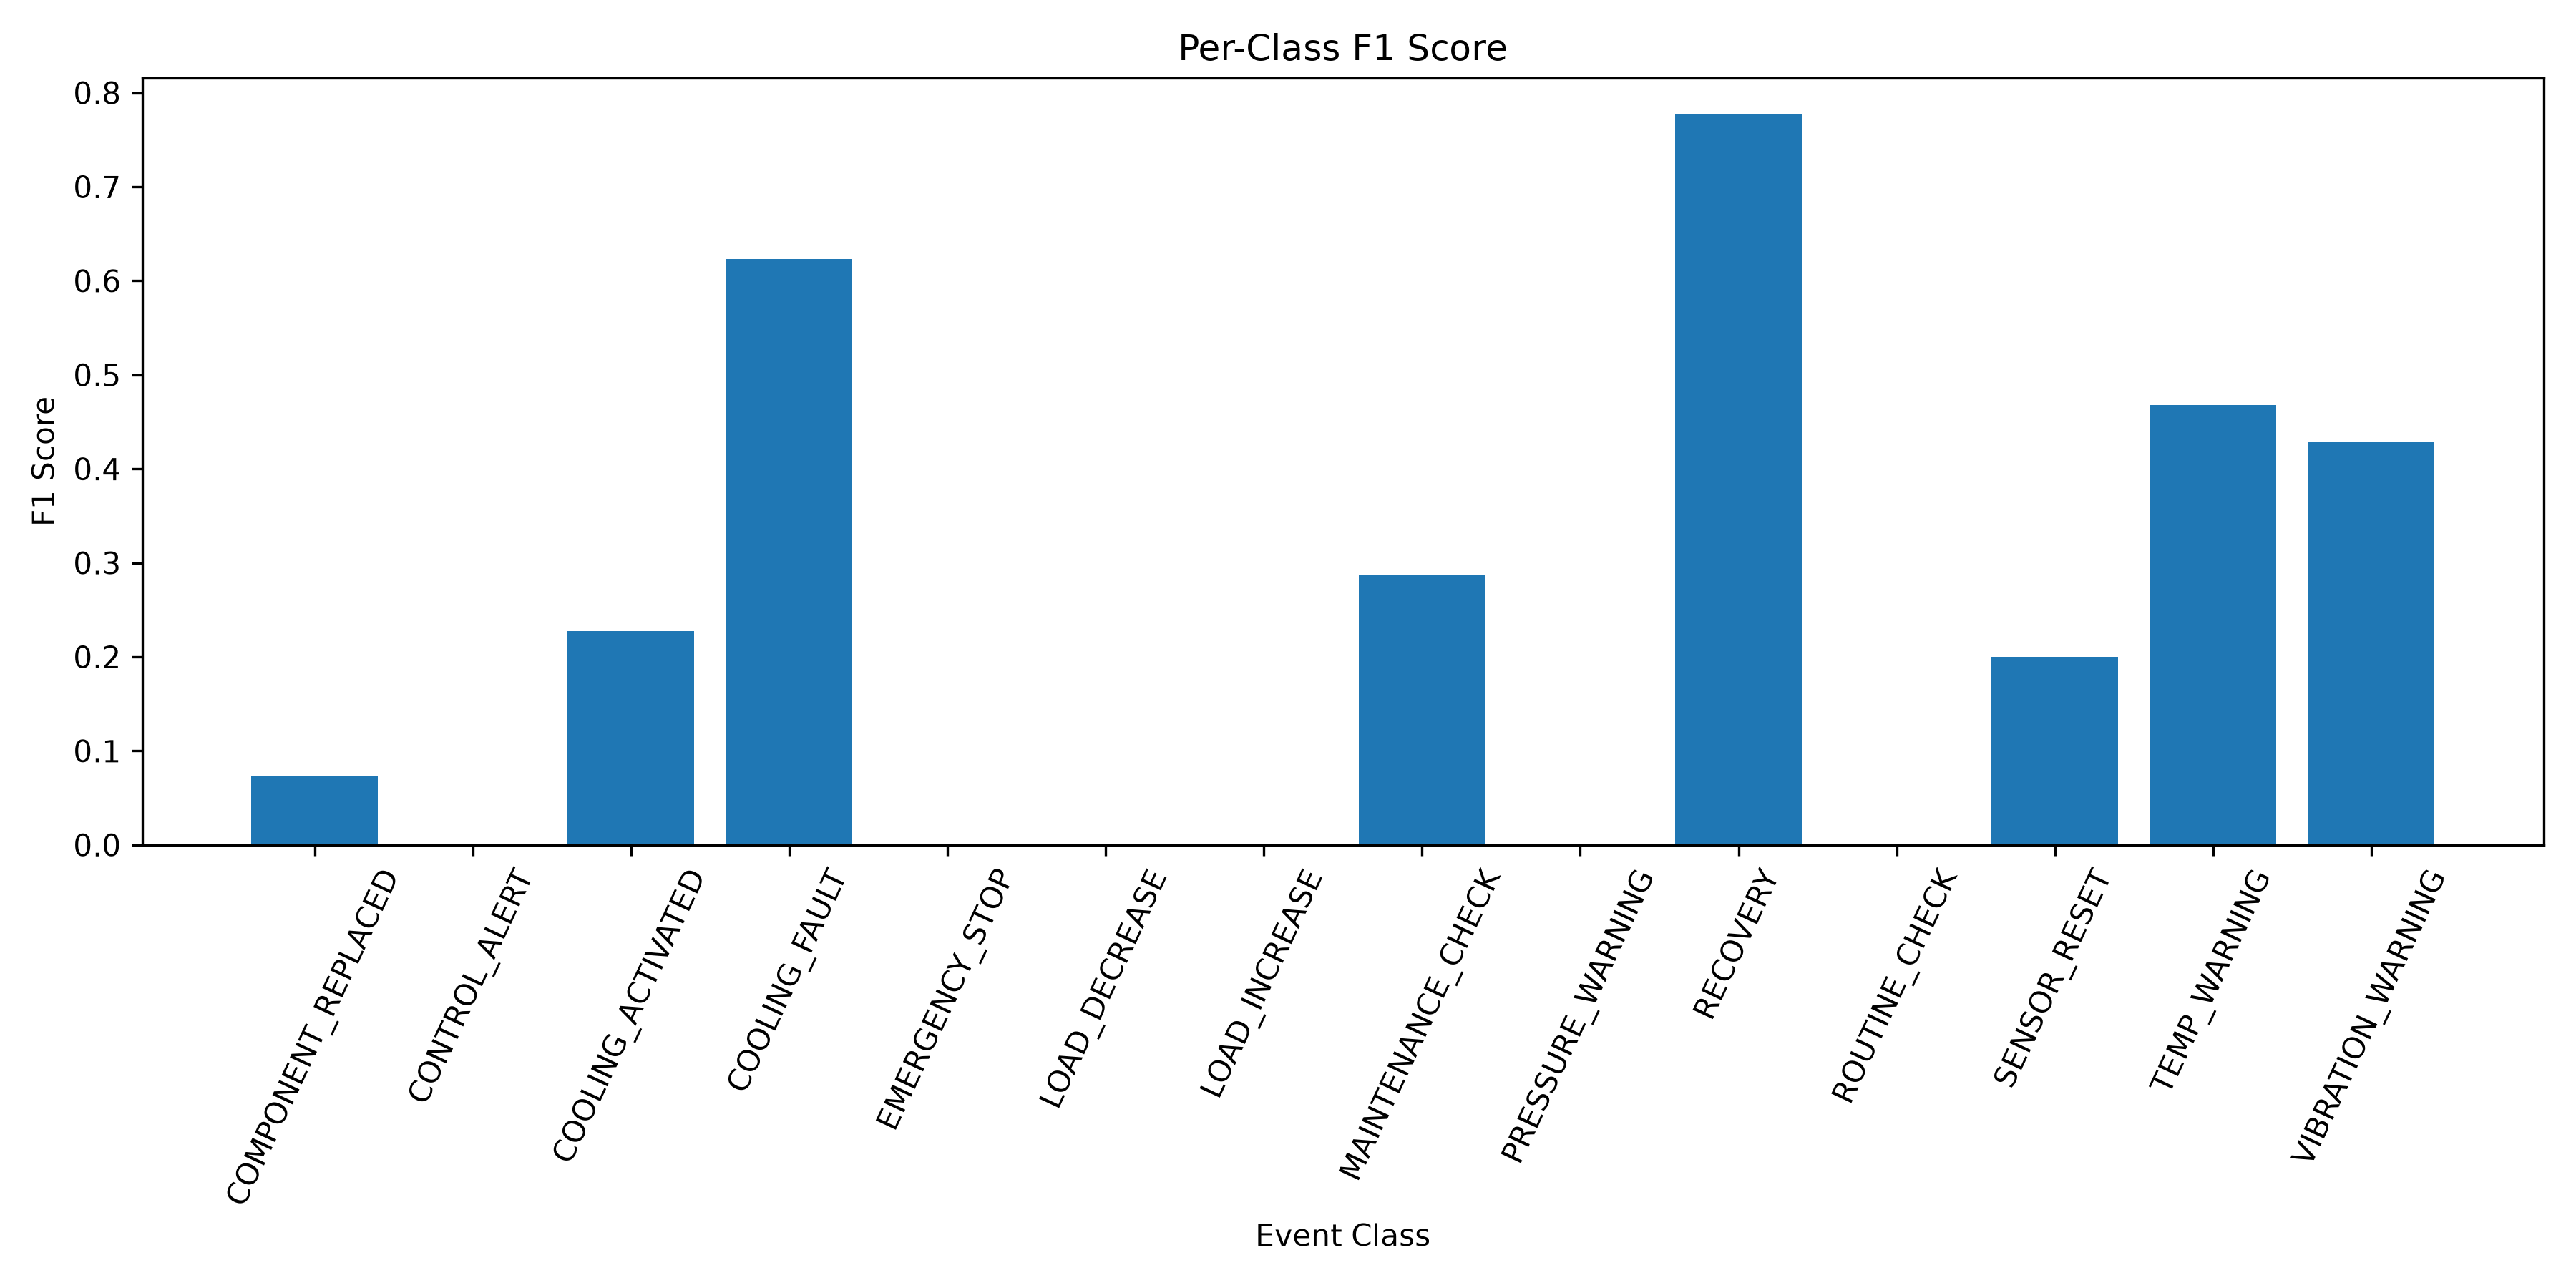 Per-Class F1 Score
F1 Score
0.8
0.7
0.6
0.5
0.4
0.3
0.2
0.1
0.0
COMPONENT_REPLACED
CONTROL_ALERT
COOLING_ACTIVATED
COOLING_FAULT
EMERGENCY_STOP
LOAD_DECREASE
LOAD_INCREASE
MAINTENANCE_CHECK
PRESSURE_WARNING
RECOVERY
ROUTINE_CHECK
SENSOR_RESET
TEMP_WARNING
VIBRATION_WARNING
Event Class